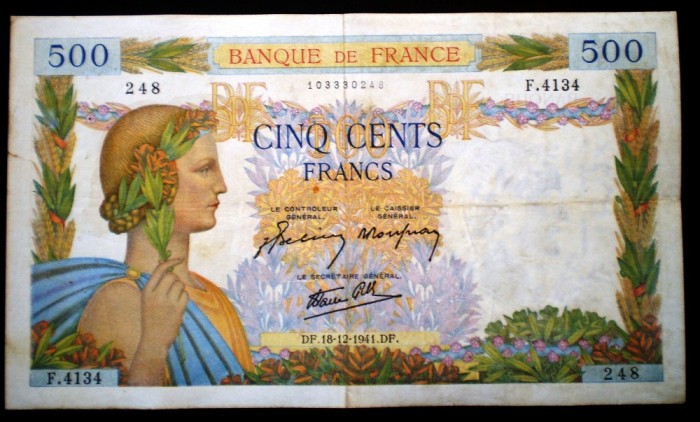 500 BANQUE DE FRANCE 500
248 103330248 F.4134
CINQ CENTS
FRANCS
LE CONTROLEUR GÉNÉRAL.
LE CAISSIER GÉNÉRAL.
LE SECRÉTAIRE GÉNÉRAL.
DF.18-12-1941.DF.
F.4134 248